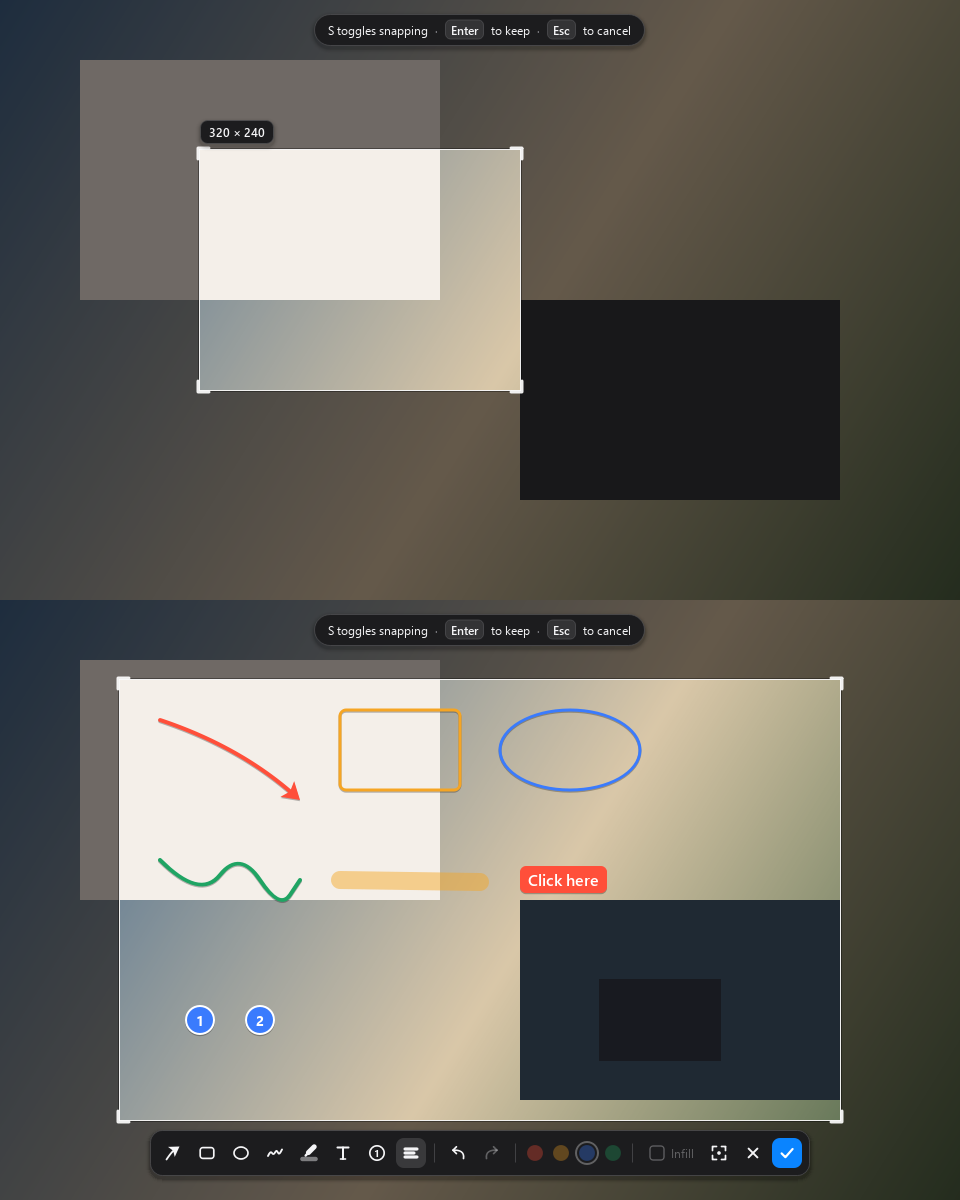 S toggles snapping · Enter to keep · Esc to cancel
320 × 240
S toggles snapping · Enter to keep · Esc to cancel
Click here
1 2
1 Infill